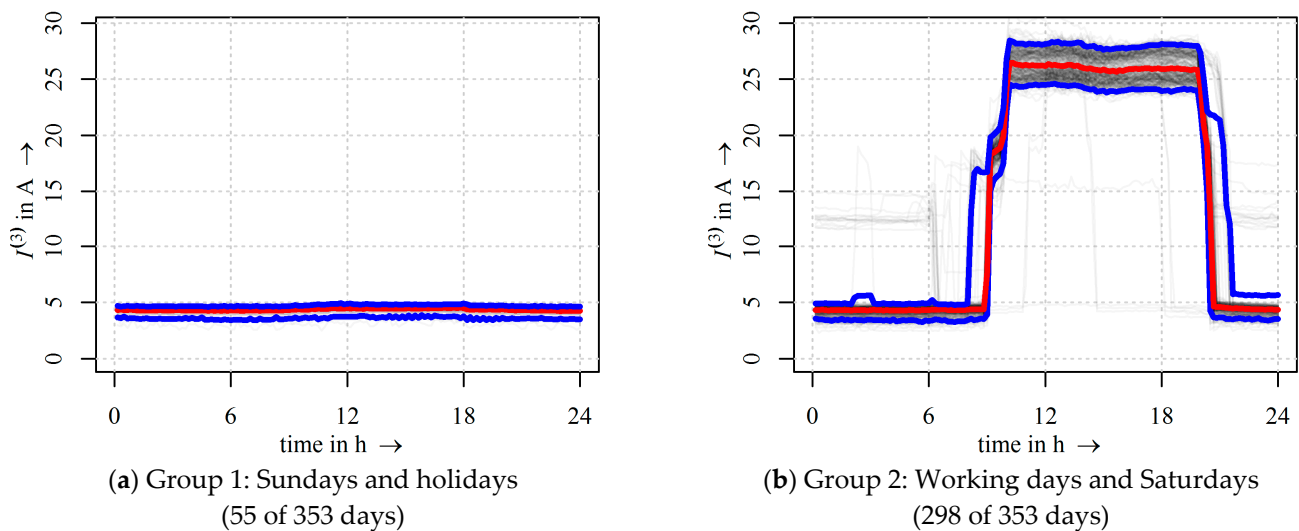 30
25
20
15
10
5
0
I(3) in A →
0 6 12 18 24
time in h →
(a) Group 1: Sundays and holidays
(55 of 353 days)
30
25
20
15
10
5
0
I(3) in A →
0 6 12 18 24
time in h →
(b) Group 2: Working days and Saturdays
(298 of 353 days)